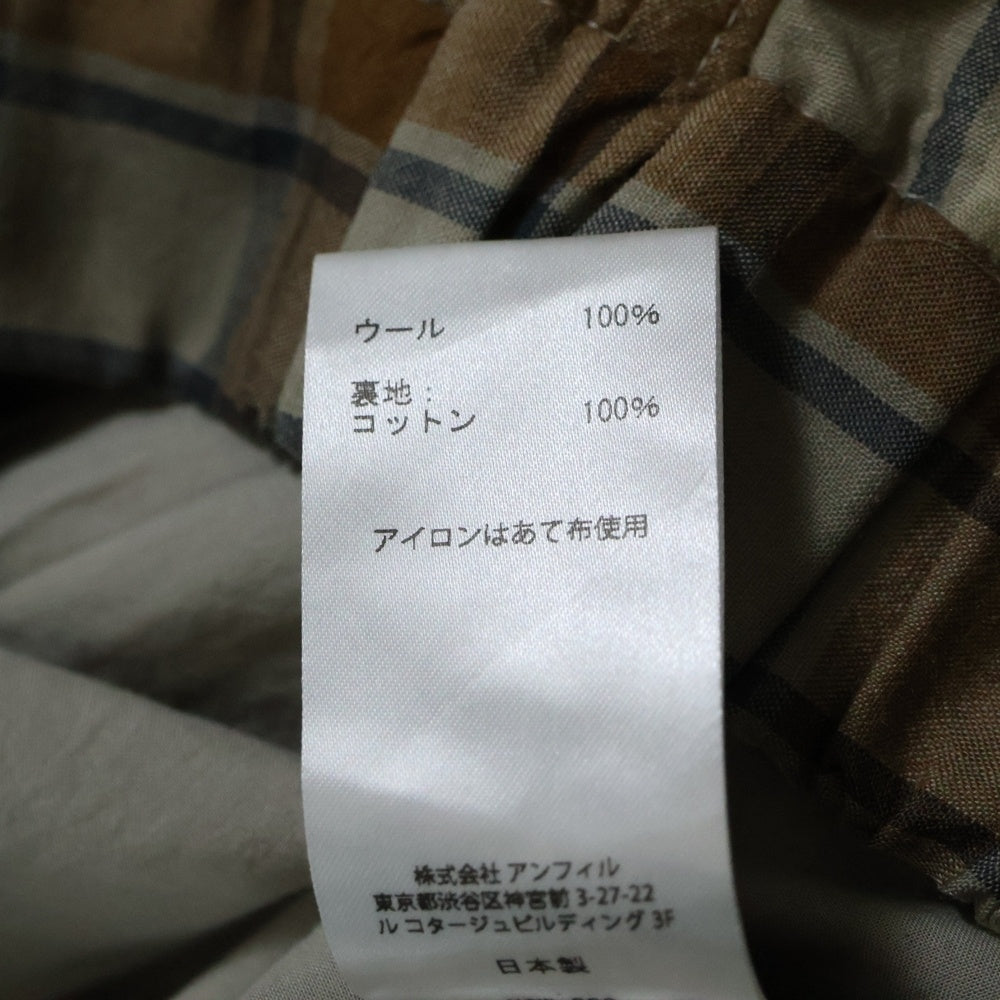 ウール 100%
裏地:
コットン 100%
アイロンはあて布使用
株式会社 アンフィル
東京都渋谷区神宮前 3-27-22
ル コタージュビルディング 3F
日本製